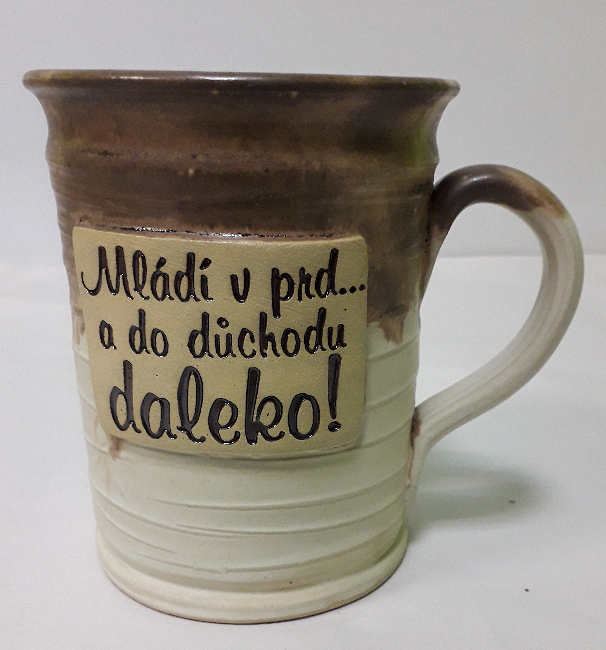 Mládí v prd...
a do důchodu
daleko!